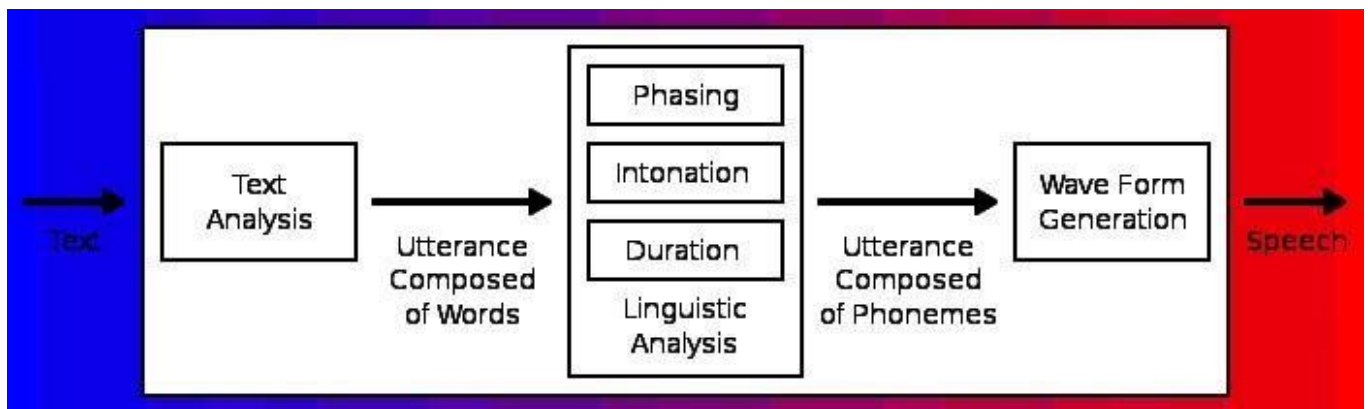 Text
Text
Analysis
Utterance
Composed
of Words
Phasing
Intonation
Duration
Linguistic
Analysis
Utterance
Composed
of Phonemes
Wave Form
Generation
Speech